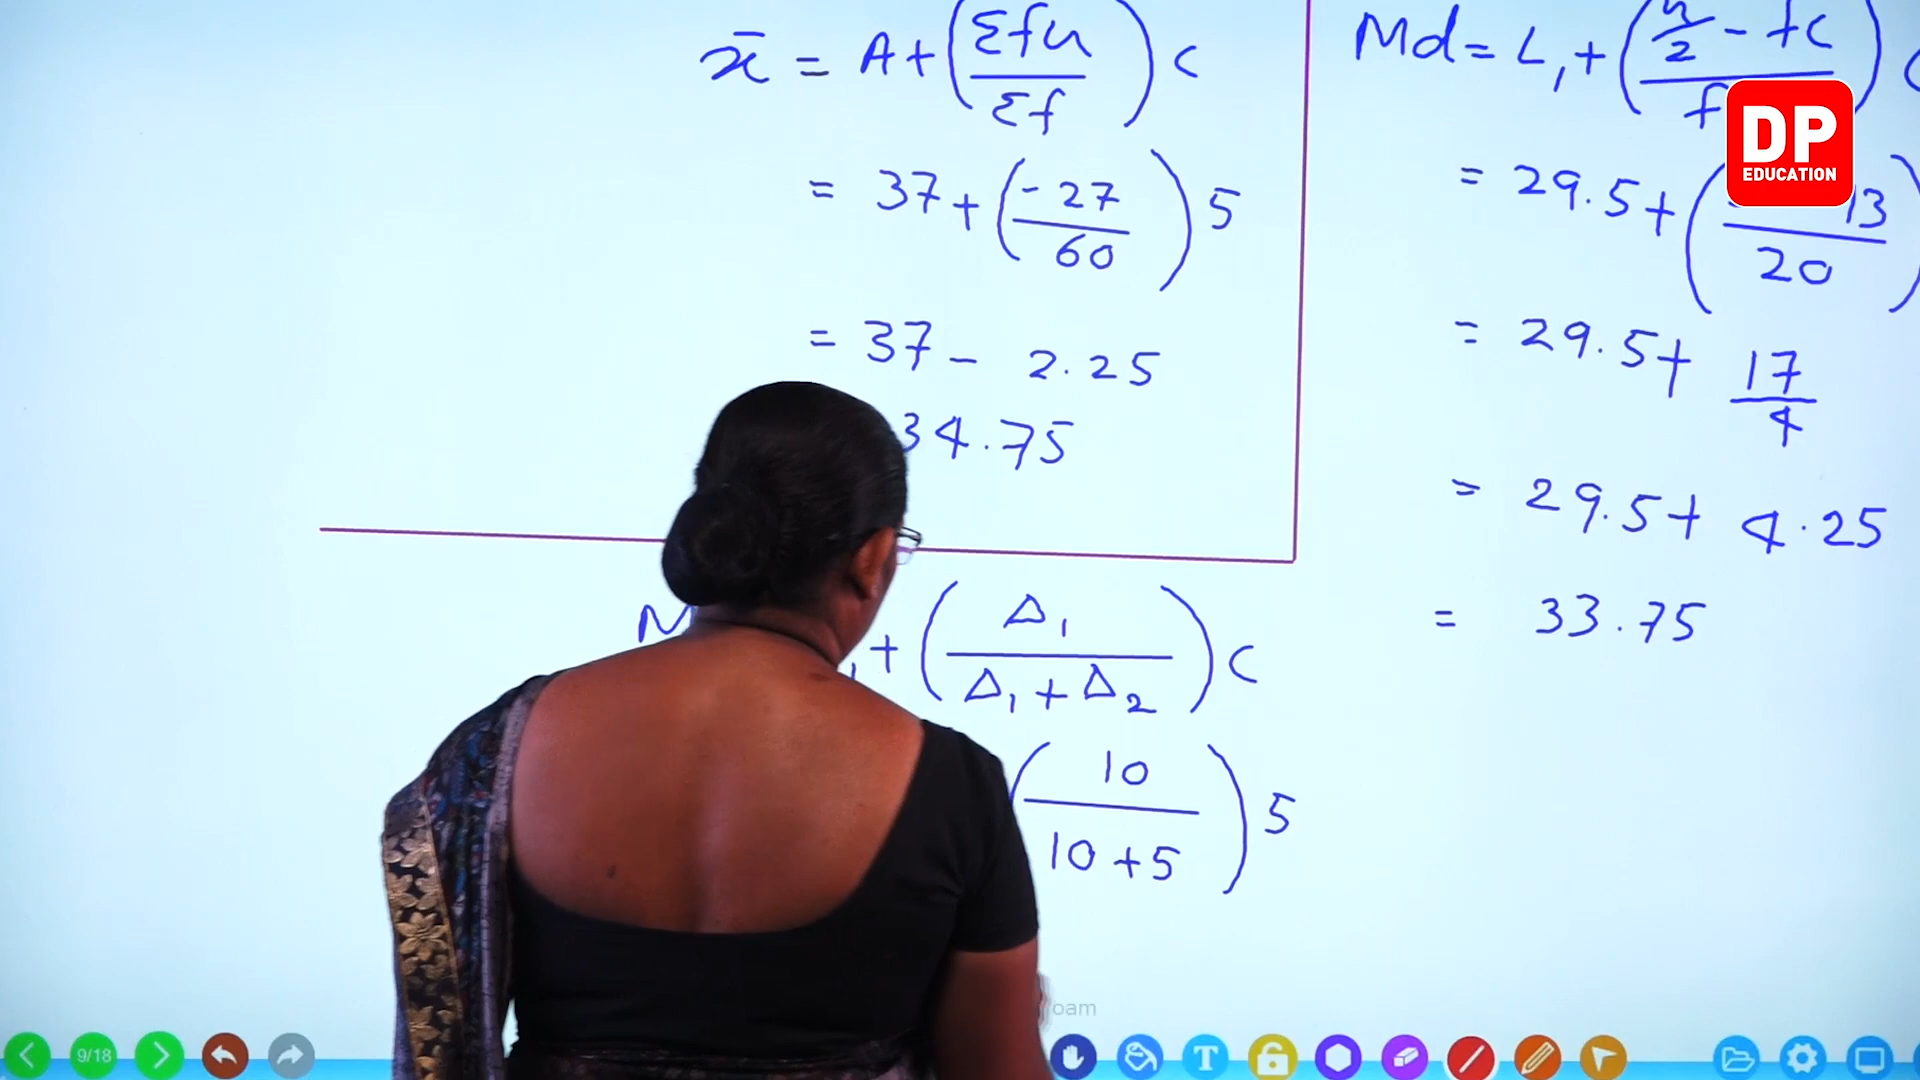 x̄ = A + (Σfu / Σf) c
= 37 + (-27 / 60) 5
= 37 - 2.25
34.75
Md = L₁ + (n/2 - fc / f
= 29.5 + ( 13 / 20 )
= 29.5 + 17/4
= 29.5 + 4.25
= 33.75
M
+ (Δ₁ / Δ₁ + Δ₂) c
(10 / 10 + 5) 5
DP
EDUCATION
oam
9/18
T